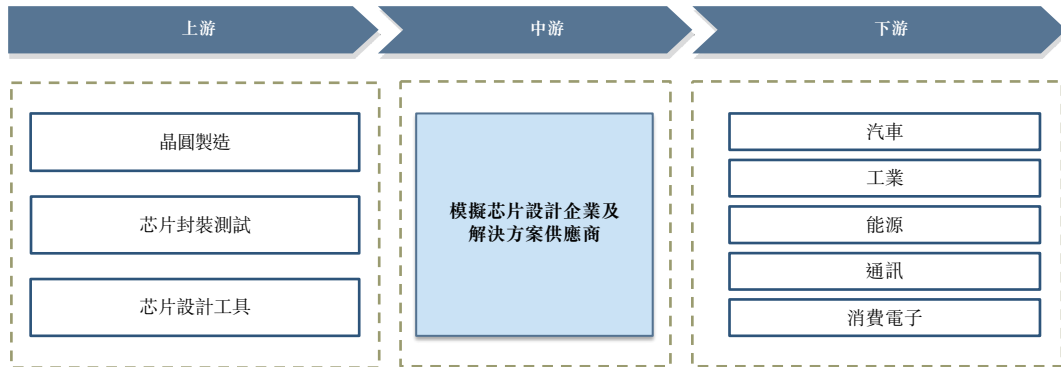 上游
中游
下游
晶圓製造
芯片封裝測試
芯片設計工具
模擬芯片設計企業及
解決方案供應商
汽車
工業
能源
通訊
消費電子